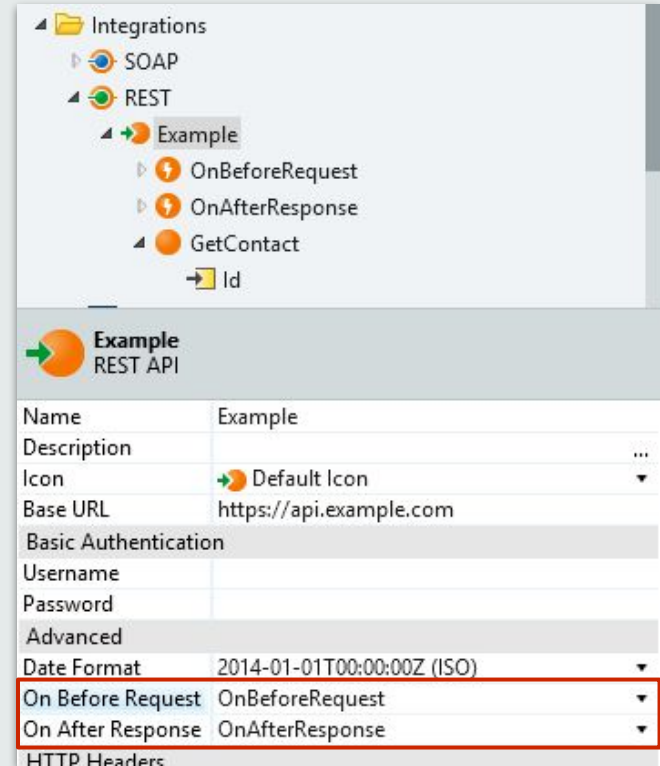 Integrations
SOAP
REST
Example
OnBeforeRequest
OnAfterResponse
GetContact
Id
Example
REST API
Name Example
Description ...
Icon Default Icon
Base URL https://api.example.com
Basic Authentication
Username
Password
Advanced
Date Format 2014-01-01T00:00:00Z (ISO)
On Before Request OnBeforeRequest
On After Response OnAfterResponse
HTTP Headers